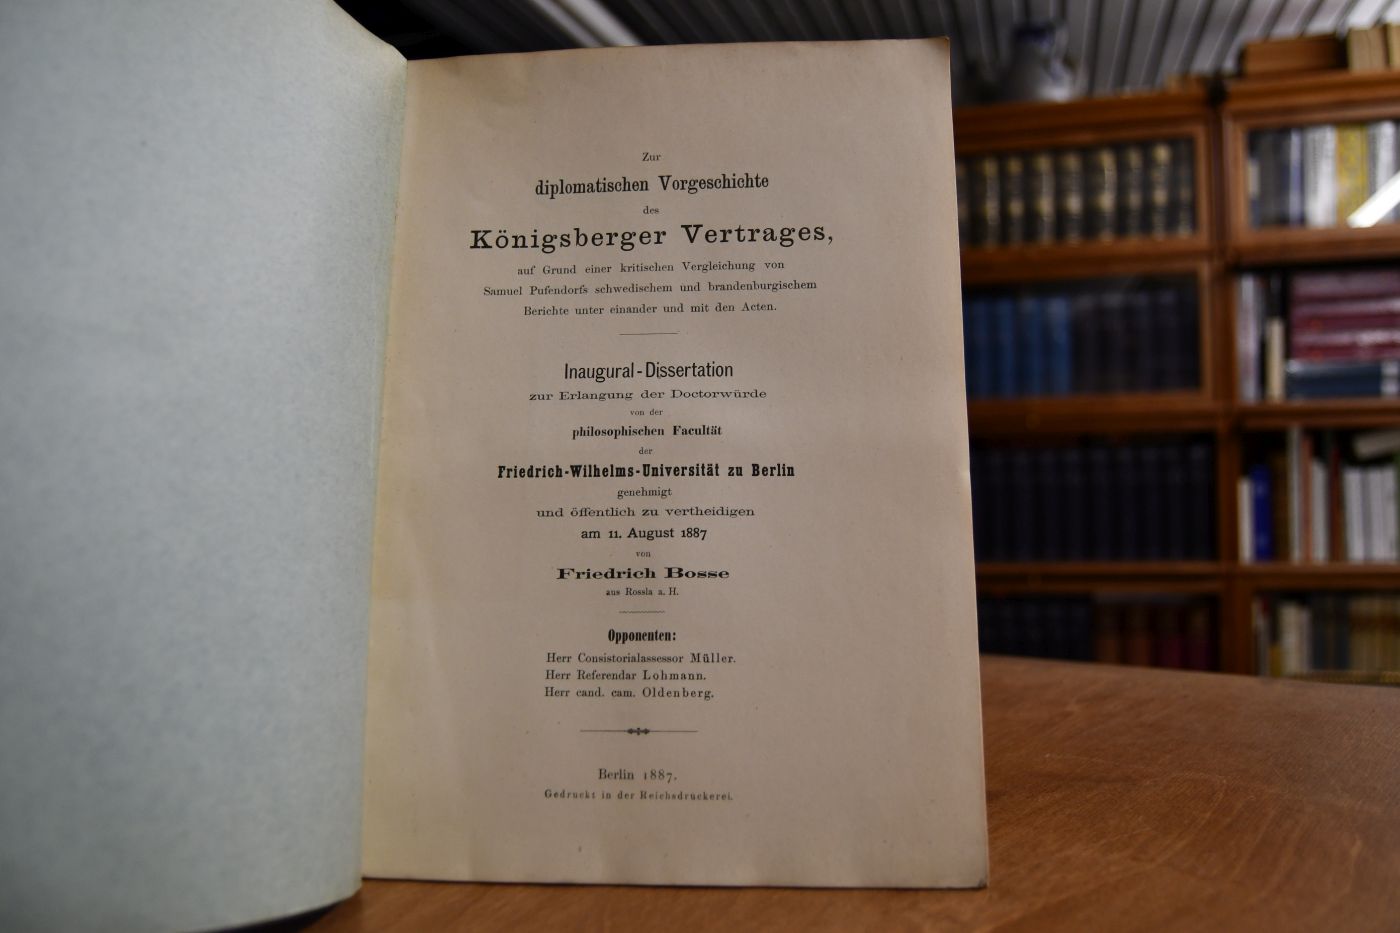 Zur
diplomatischen Vorgeschichte
des
Königsberger Vertrages,
auf Grund einer kritischen Vergleichung von
Samuel Pufendorfs schwedischem und brandenburgischem
Berichte unter einander und mit den Acten.
Inaugural-Dissertation
zur Erlangung der Doctorwürde
von der
philosophischen Facultät
der
Friedrich-Wilhelms-Universität zu Berlin
genehmigt
und öffentlich zu vertheidigen
am 11. August 1887
von
Friedrich Bosse
aus Rossla a. H.
Opponenten:
Herr Consistorialassessor Müller.
Herr Referendar Lohmann.
Herr cand. cam. Oldenberg.
Berlin 1887.
Gedruckt in der Reichsdruckerei.